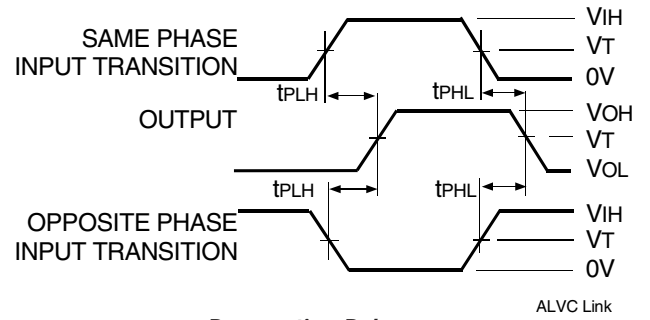 SAME PHASE
INPUT TRANSITION
VIH
VT
0V
tPLH
tPHL
OUTPUT
VOH
VT
VOL
tPLH
tPHL
OPPOSITE PHASE
INPUT TRANSITION
VIH
VT
0V
ALVC Link